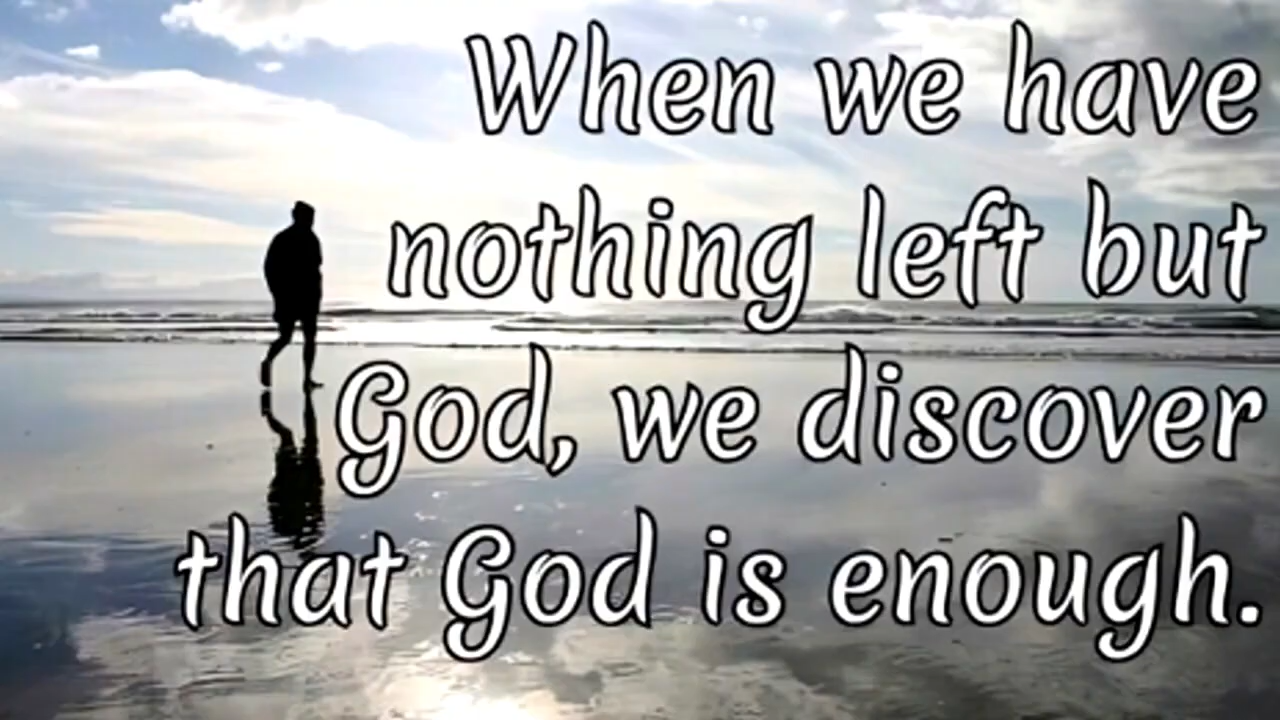 When we have
nothing left but
God, we discover
that God is enough.